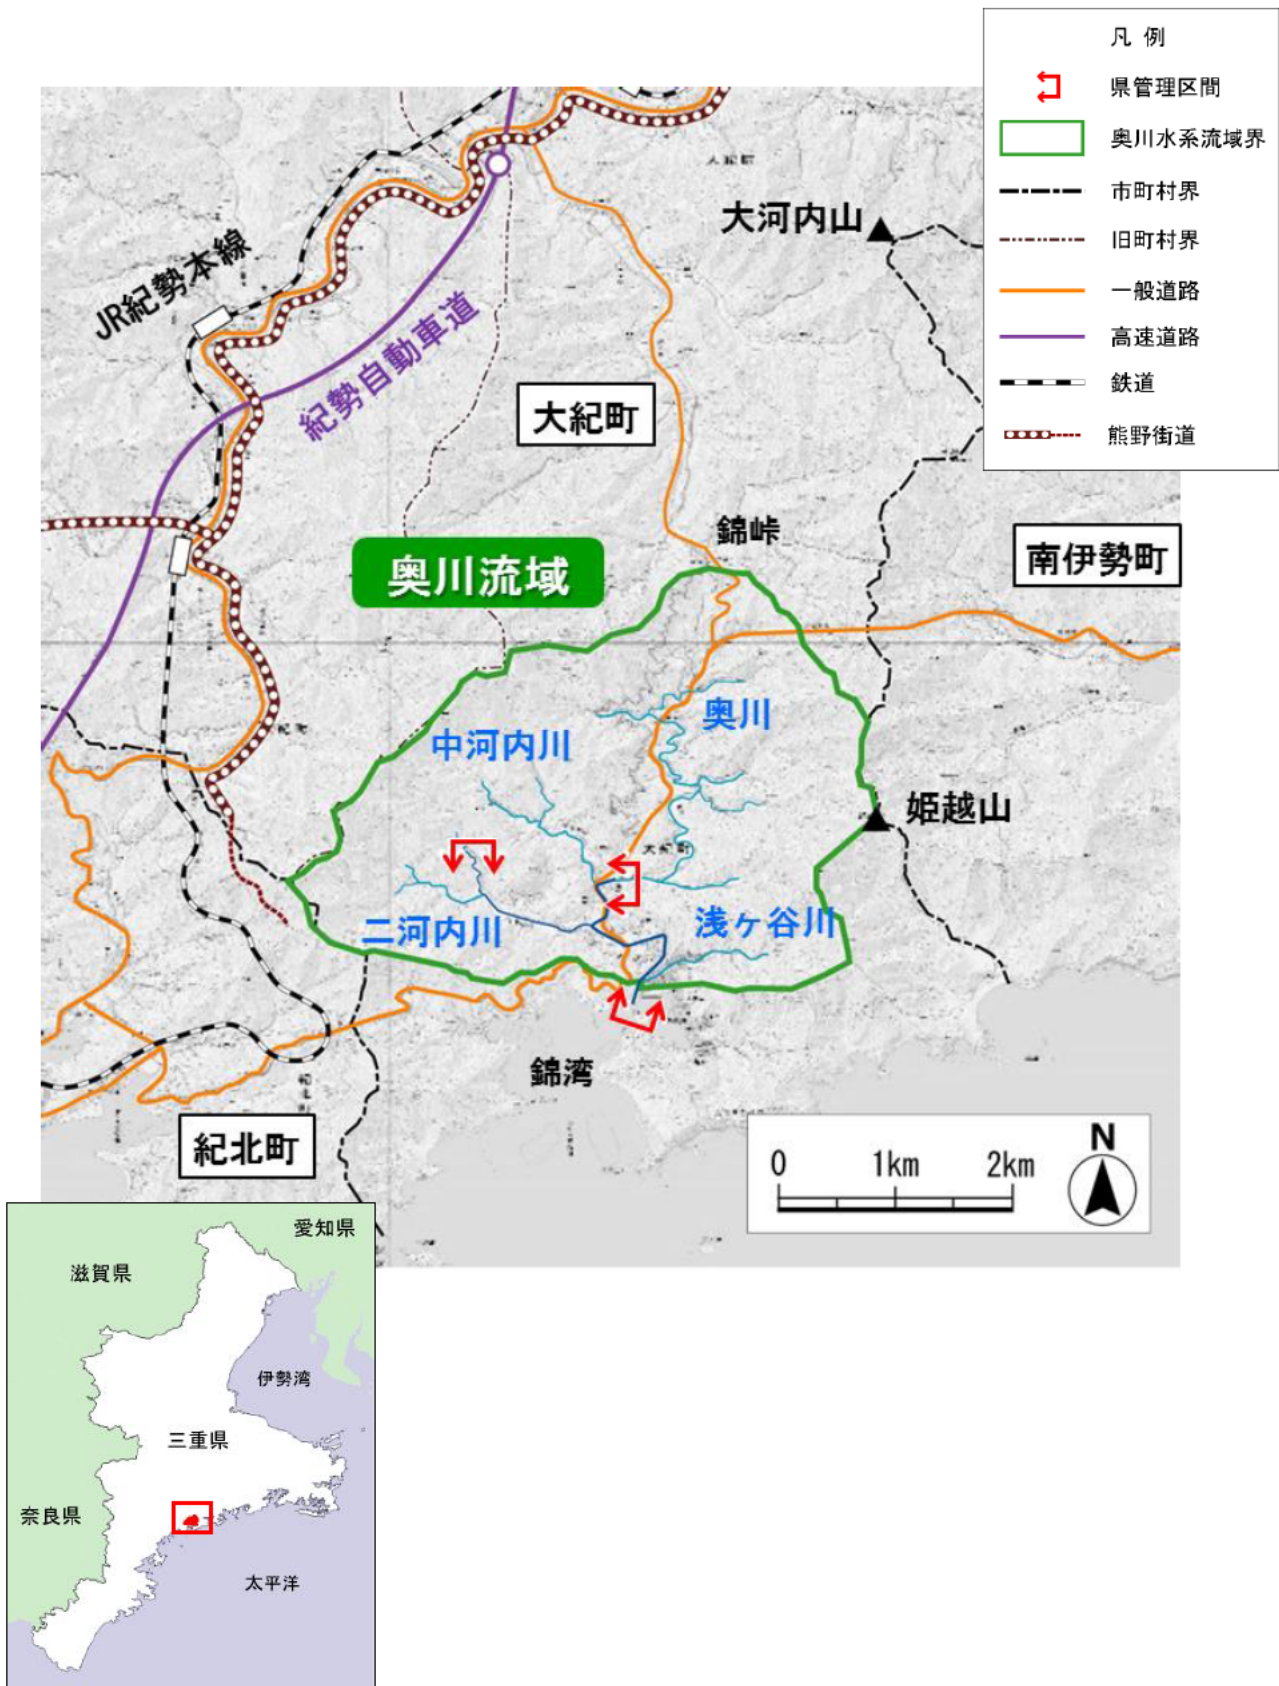 凡 例
県管理区間
奥川水系流域界
市町村界
旧町村界
一般道路
高速道路
鉄道
熊野街道
大河内山
JR紀勢本線
紀勢自動車道
大紀町
錦峠
南伊勢町
奥川流域
奥川
中河内川
姫越山
大紀町
二河内川
浅ヶ谷川
錦湾
紀北町
0 1km 2km
N
愛知県
滋賀県
伊勢湾
三重県
奈良県
太平洋